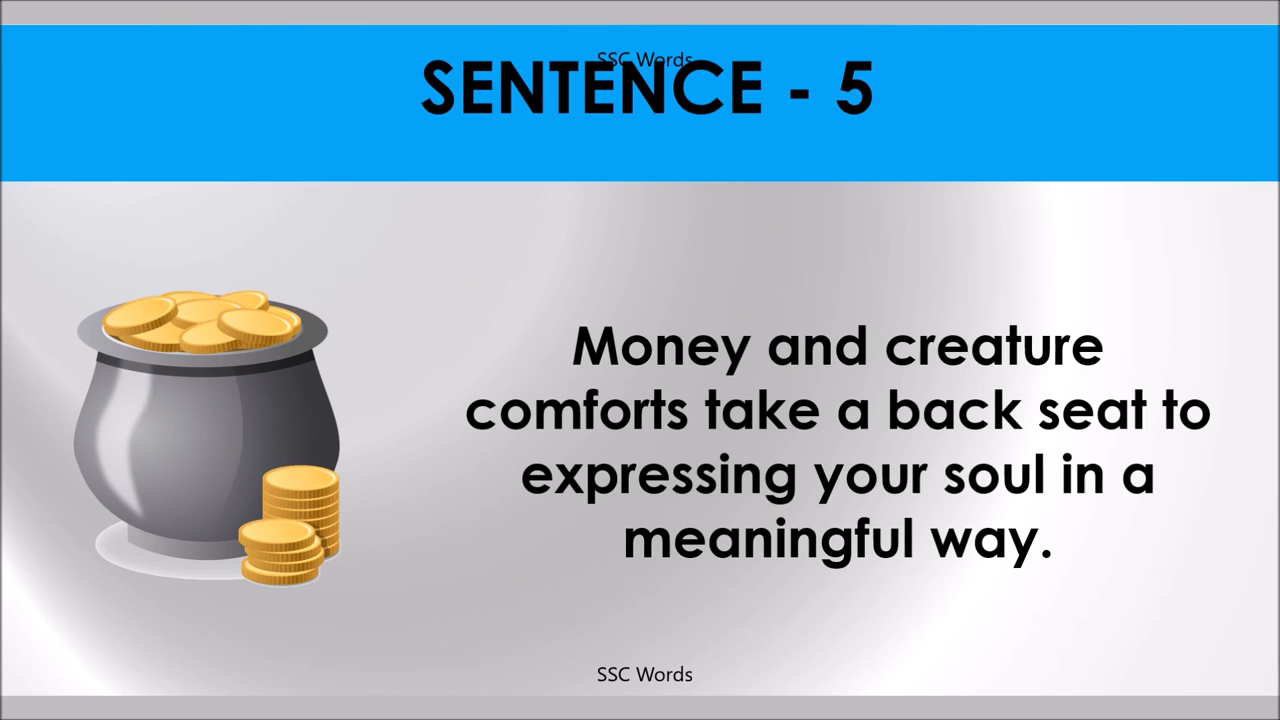 SSC Words
SENTENCE - 5
Money and creature
comforts take a back seat to
expressing your soul in a
meaningful way.
SSC Words